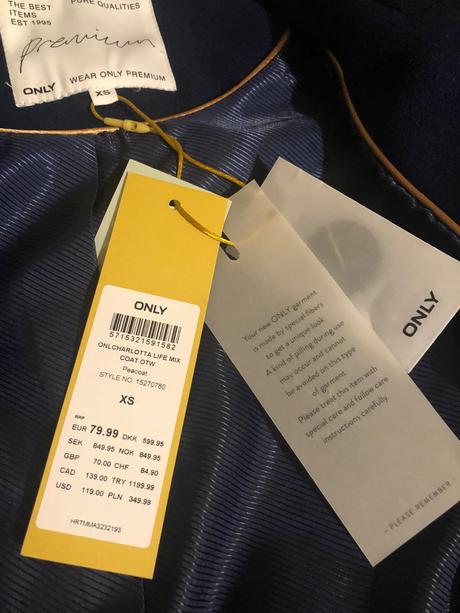 THE BEST
PURE QUALITIES
ITEMS
EST 1995
Premium
ONLY WEAR ONLY PREMIUM
XS
ONLY
5715321591582
ONLCHARLOTTA LIFE MIX
COAT OTW
Peacoat
STYLE NO. 15270780
XS
RRP
EUR 79.99 DKK 599.95
SEK 849.95 NOK 849.95
GBP 70.00 CHF 84.90
CAD 139.00 TRY 1199.99
USD 119.00 PLN 349.99
HRTMMA3232193
Your new ONLY garment
is made by special fibers
to get a unique look.
A kind of pilling during use
may occur and cannot
be avoided on this type
of garment.
Please treat this item with
special care and follow care
instructions carefully.
- PLEASE REMEMBER -
ONLY